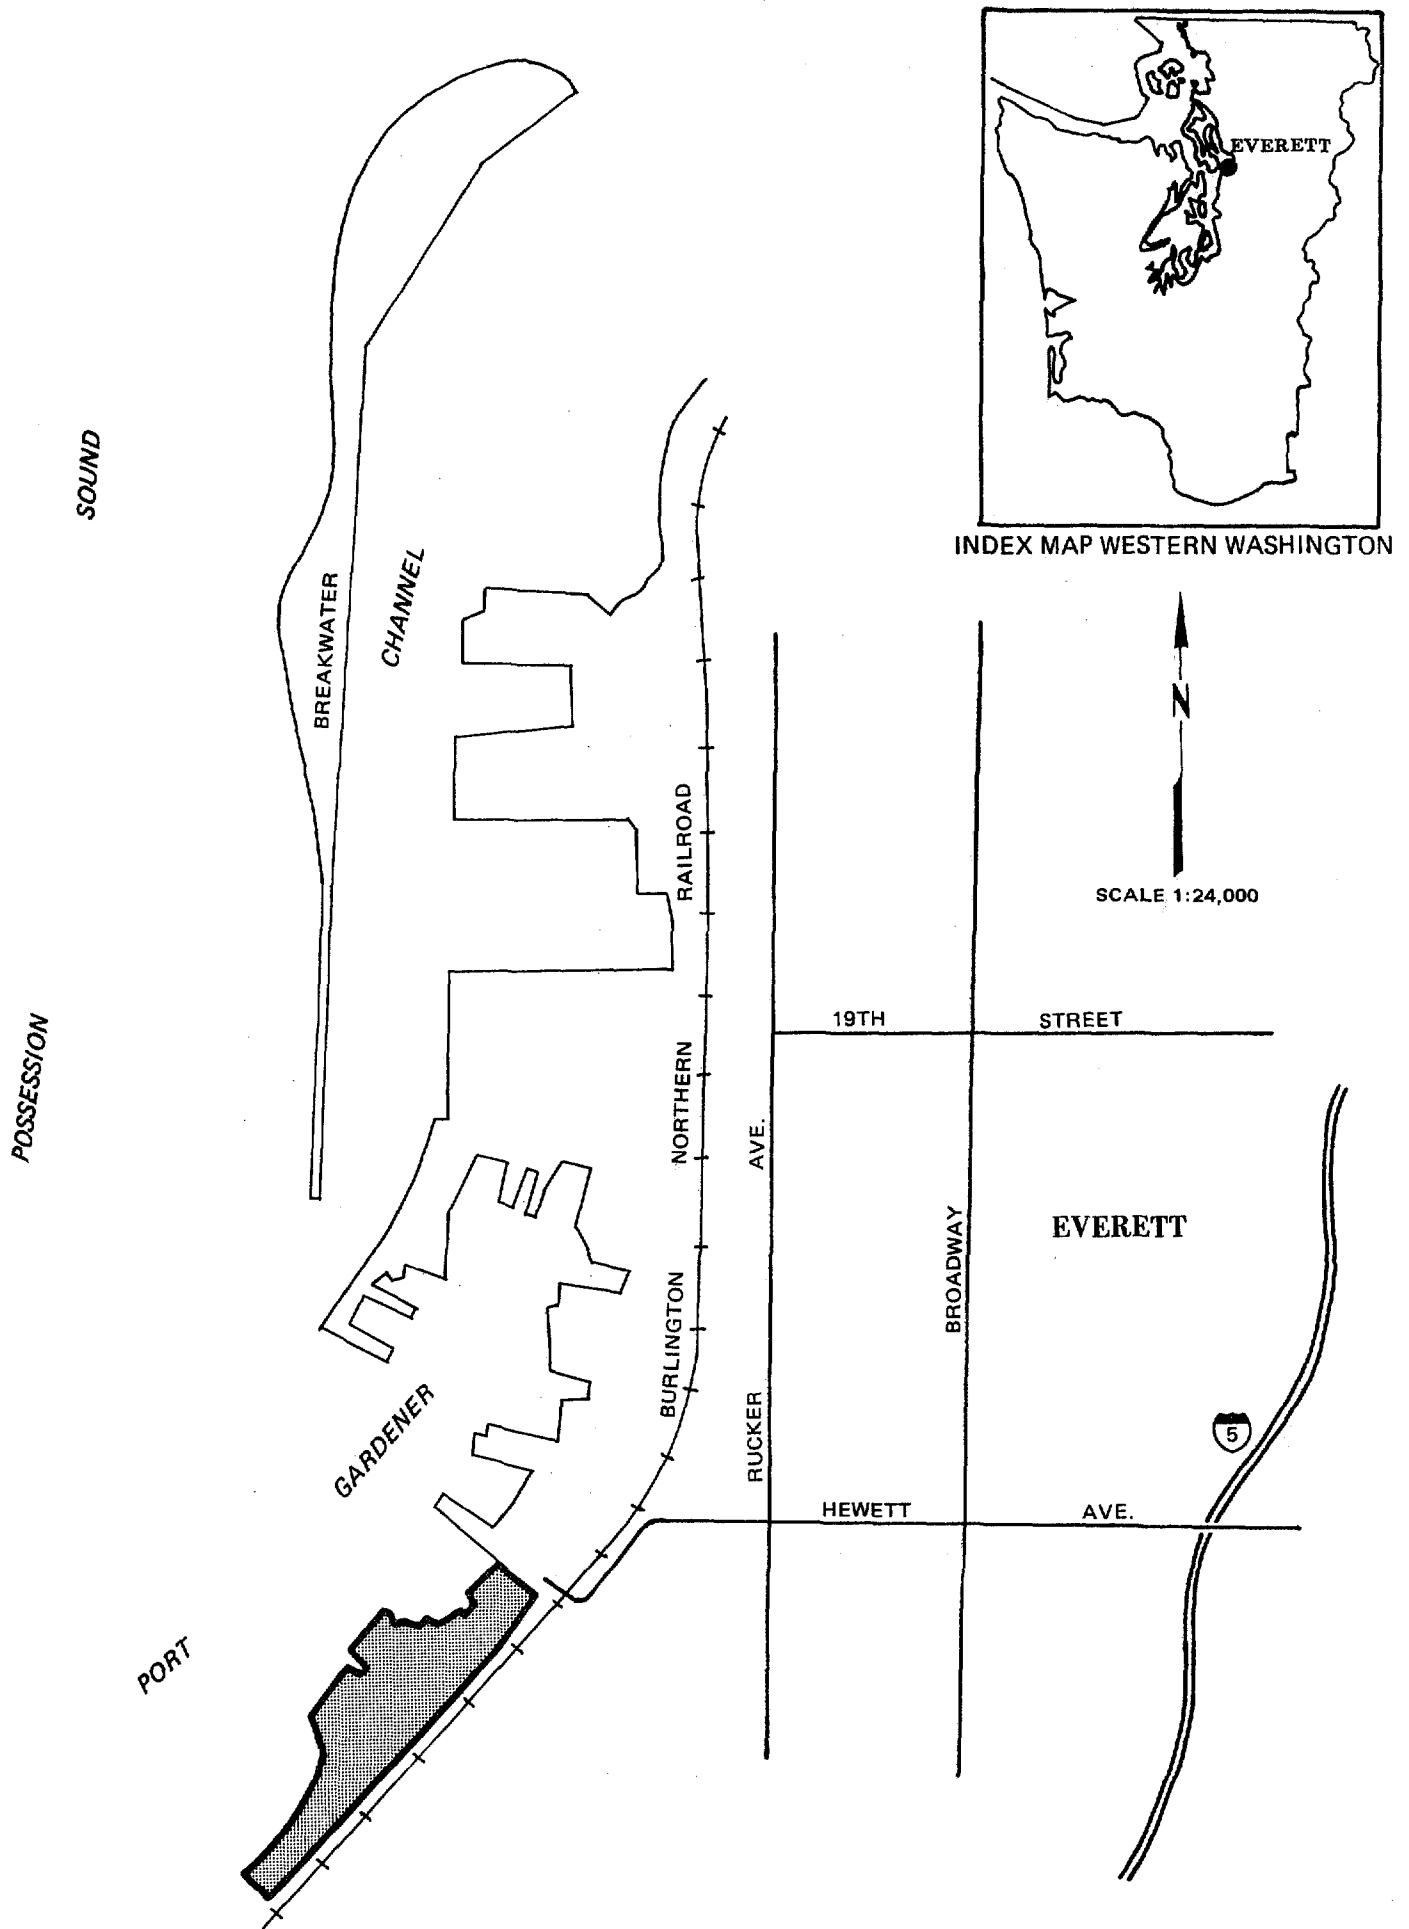 EVERETT
INDEX MAP WESTERN WASHINGTON
SOUND
BREAKWATER
CHANNEL
N
SCALE 1:24,000
RAILROAD
POSSESSION
19TH STREET
NORTHERN
AVE.
EVERETT
BROADWAY
BURLINGTON
GARDENER
RUCKER
5
HEWETT AVE.
PORT